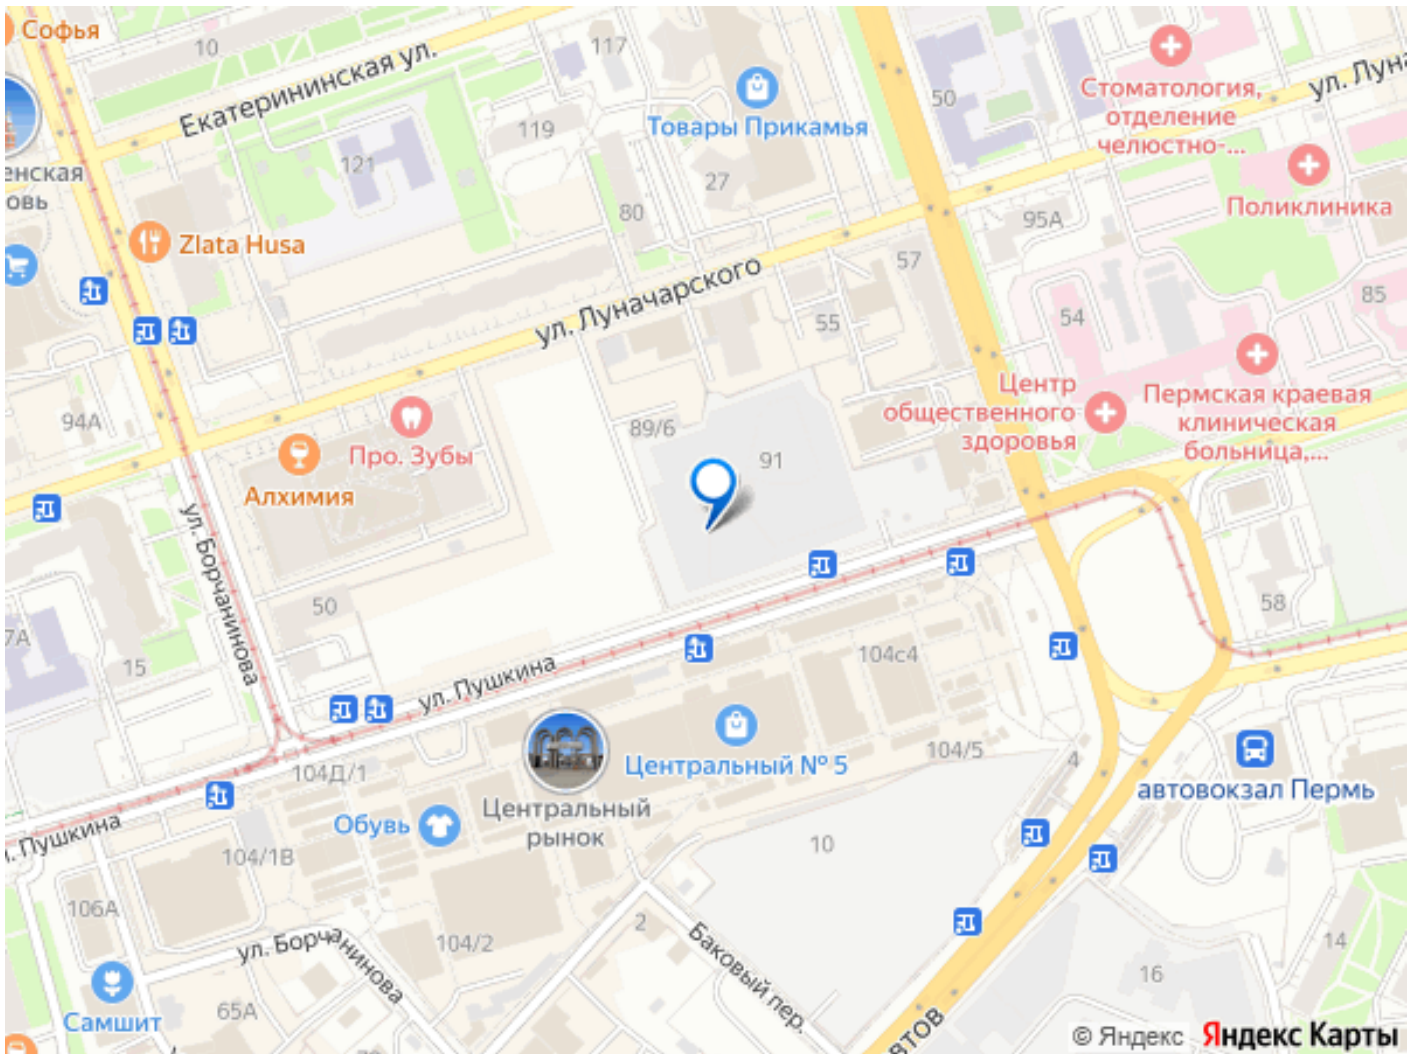 Софья
10
Екатерининская ул.
117
Товары Прикамья
50
Стоматология,
отделение
челюстно-...
ул. Луна
119
121
27
80
95А
Поликлиника
енская
овь
Zlata Husa
ул. Луначарского
57
55
54
85
Центр
общественного
здоровья
Пермская краевая
клиническая
больница,...
94А
Про. Зубы
Алхимия
89/6
91
ул. Борчанинова
50
58
7А
15
ул. Пушкина
104с4
Центральный № 5
104/5
4
автовокзал Пермь
104Д/1
Центральный
рынок
Обувь
. Пушкина
104/1В
10
106А
2
104/2
ул. Борчанинова
Баковый пер.
14
16
65А
Самшит
втов
© Яндекс
Яндекс Карты